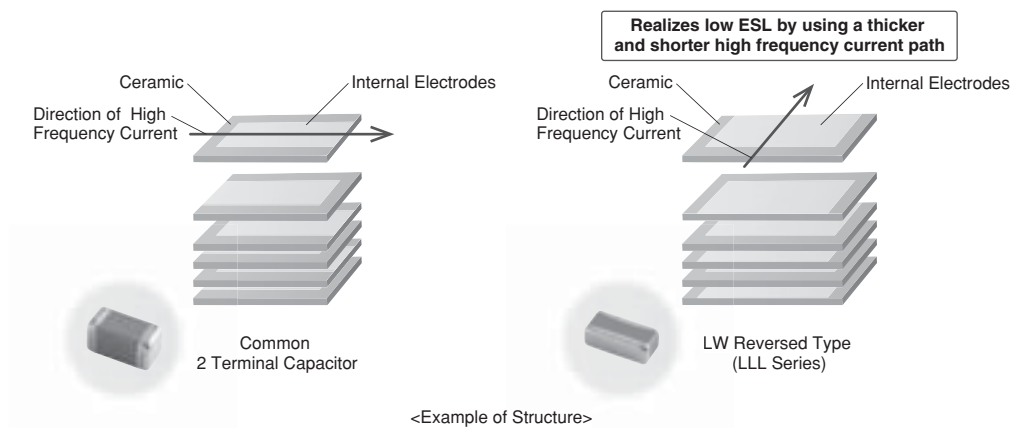 Realizes low ESL by using a thicker
and shorter high frequency current path
Ceramic
Internal Electrodes
Direction of High
Frequency Current
Common
2 Terminal Capacitor
Ceramic
Internal Electrodes
Direction of High
Frequency Current
LW Reversed Type
(LLL Series)
<Example of Structure>